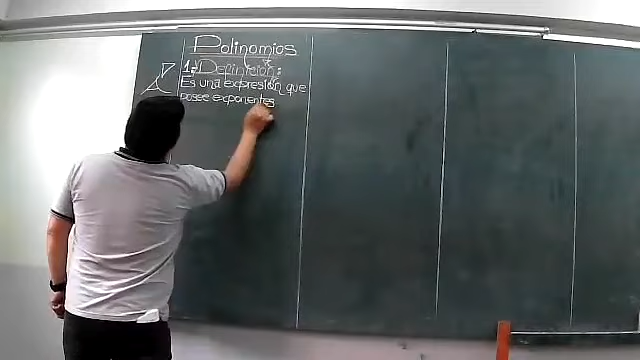 Polinomios
1.) Definición:
Es una expresión que
posee exponentes